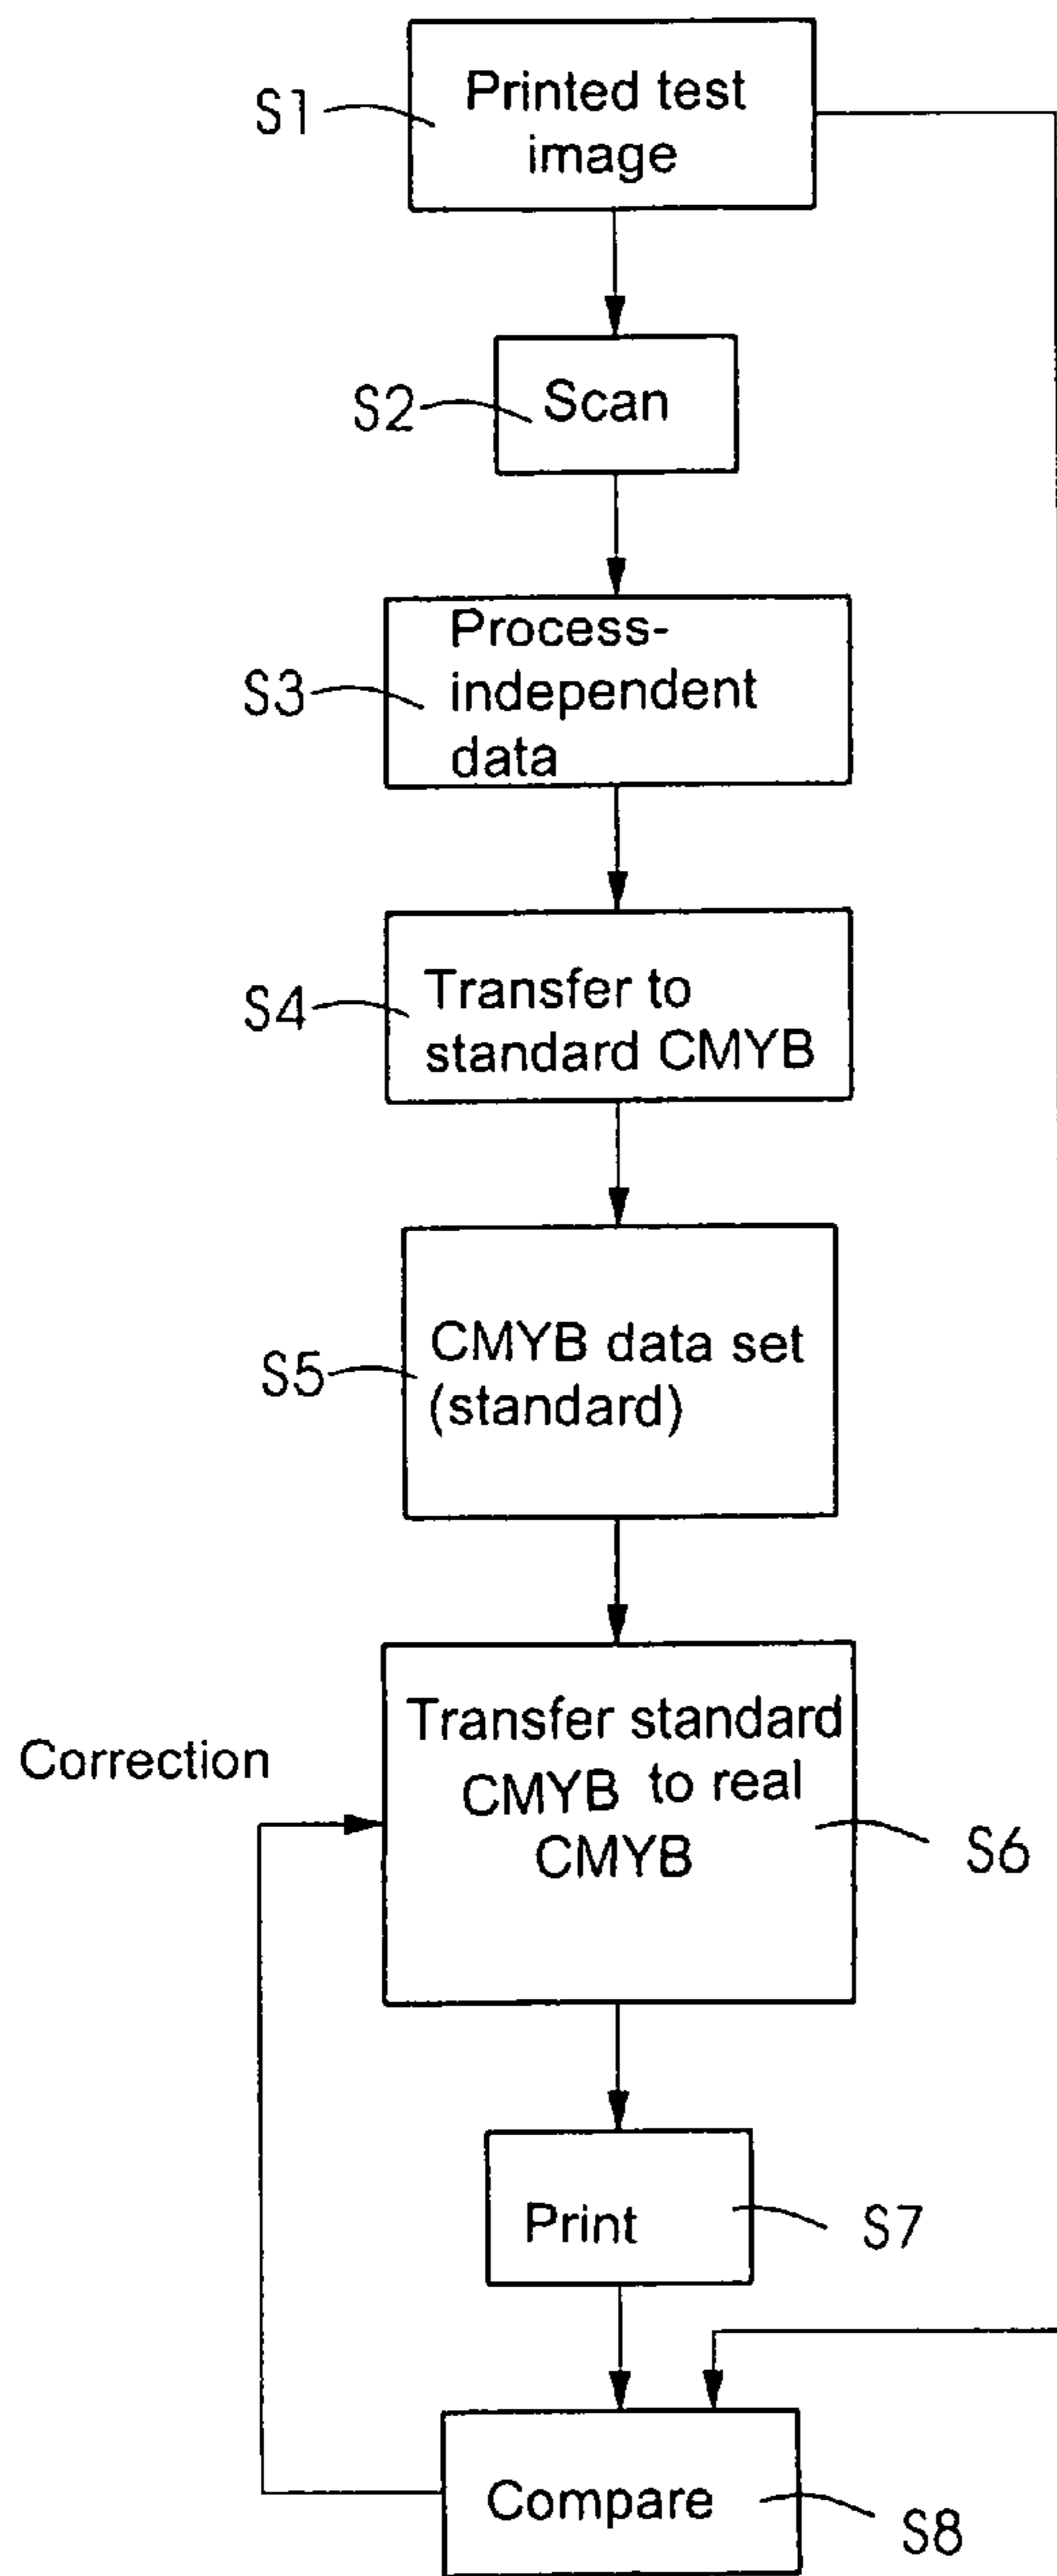 Printed test
image
S1
Scan
S2
Process-
independent
data
S3
Transfer to
standard CMYB
S4
CMYB data set
(standard)
S5
Correction
Transfer standard
CMYB to real
CMYB
S6
Print
S7
Compare
S8